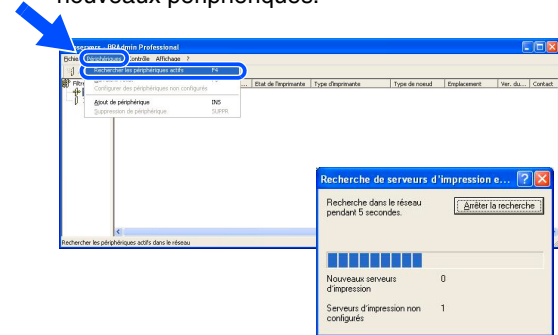 nouveaux périphériques.
BRAdmin Professional
Périphériques Contrôle Affichage ?
Rechercher les périphériques actifs F4
Configurer des périphériques non configurés
Ajout de périphérique INS
Suppression de périphérique SUPPR
Filtre
Etat de l'imprimante Type d'imprimante Type de noeud Emplacement Ver. du... Contact
Rechercher les périphériques actifs dans le réseau
Recherche de serveurs d'impression e...
Recherche dans le réseau
pendant 5 secondes.
Arrêter la recherche
Nouveaux serveurs
d'impression 0
Serveurs d'impression non
configurés 1